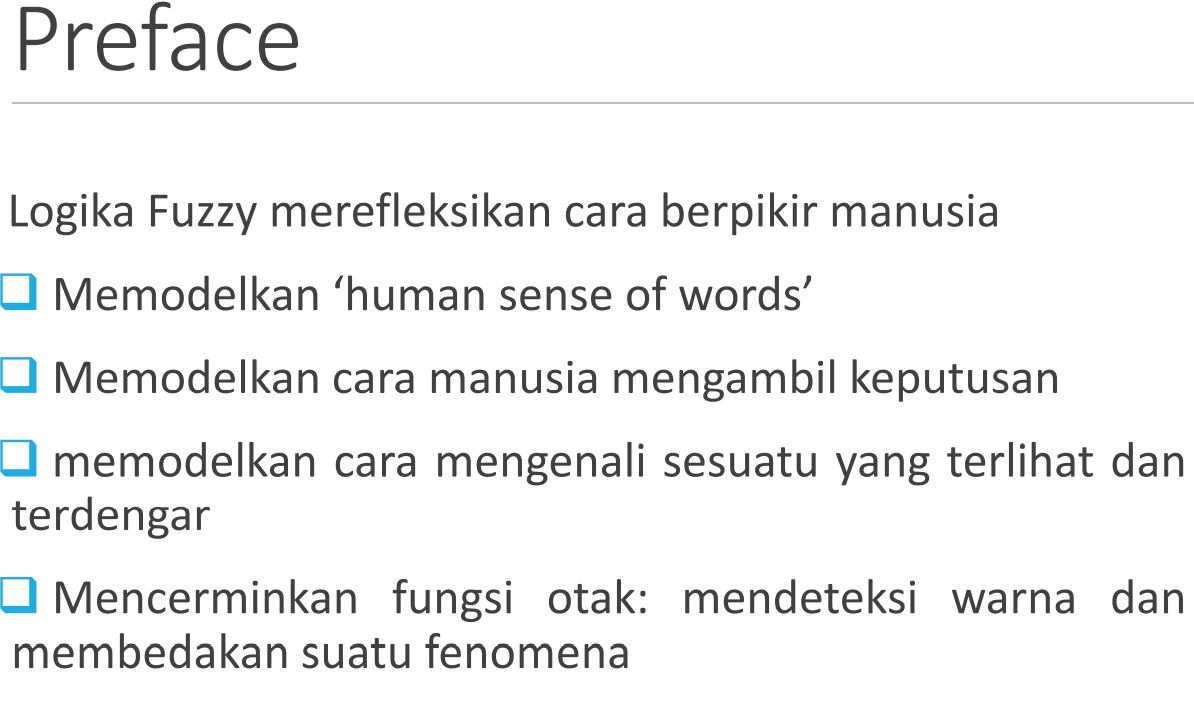 Preface
Logika Fuzzy merefleksikan cara berpikir manusia
❑ Memodelkan ‘human sense of words’
❑ Memodelkan cara manusia mengambil keputusan
❑ memodelkan cara mengenali sesuatu yang terlihat dan
terdengar
❑ Mencerminkan fungsi otak: mendeteksi warna dan
membedakan suatu fenomena